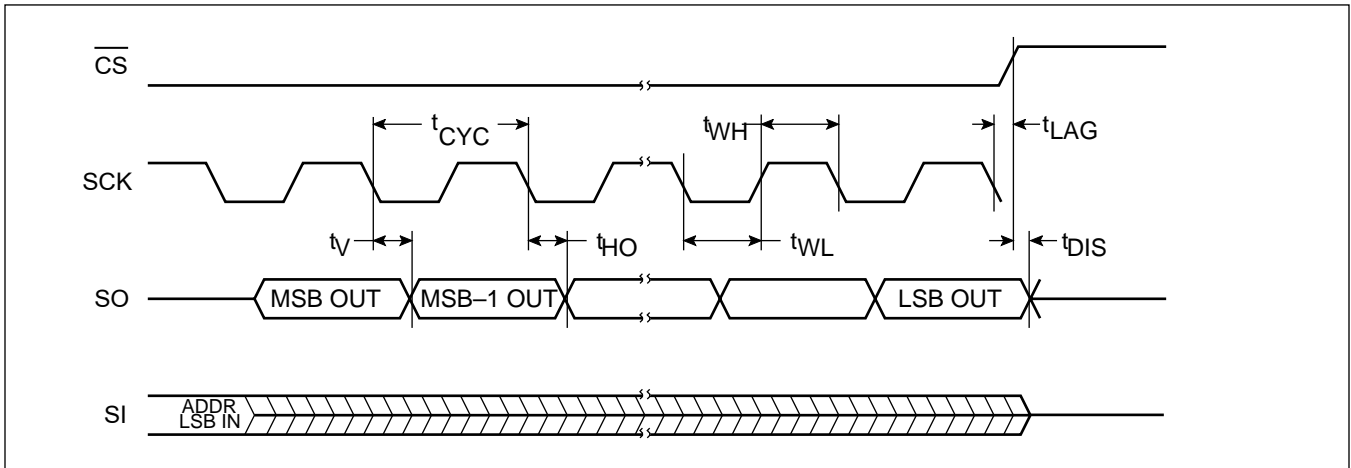 CS
tCYC
tWH
tLAG
SCK
tV
tHO
tWL
tDIS
SO
MSB OUT
MSB–1 OUT
LSB OUT
SI
ADDR
LSB IN